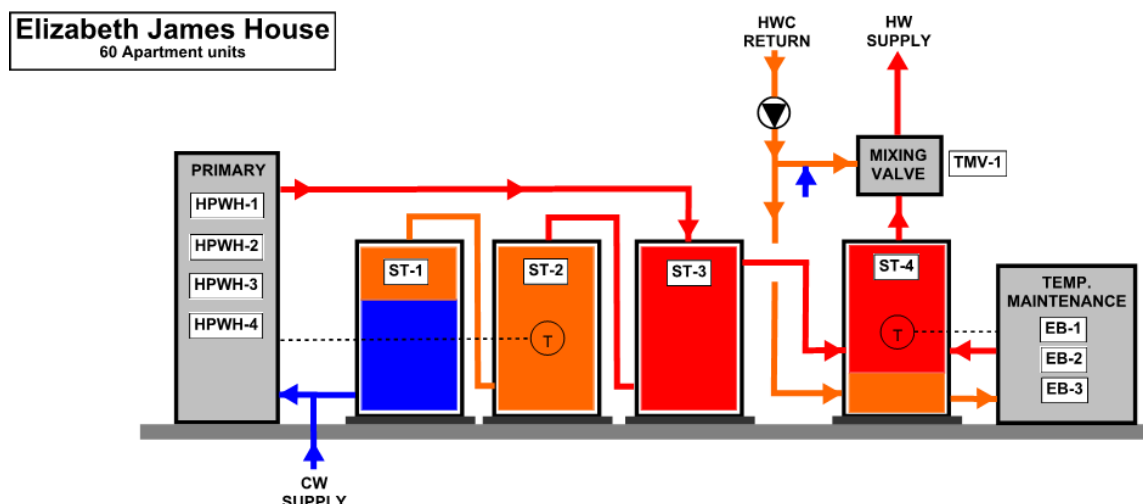 Elizabeth James House
60 Apartment units
HWC
RETURN
HW
SUPPLY
MIXING
VALVE
TMV-1
PRIMARY
HPWH-1
HPWH-2
HPWH-3
HPWH-4
ST-1
ST-2
ST-3
ST-4
T
T
TEMP.
MAINTENANCE
EB-1
EB-2
EB-3
CW
SUPPLY